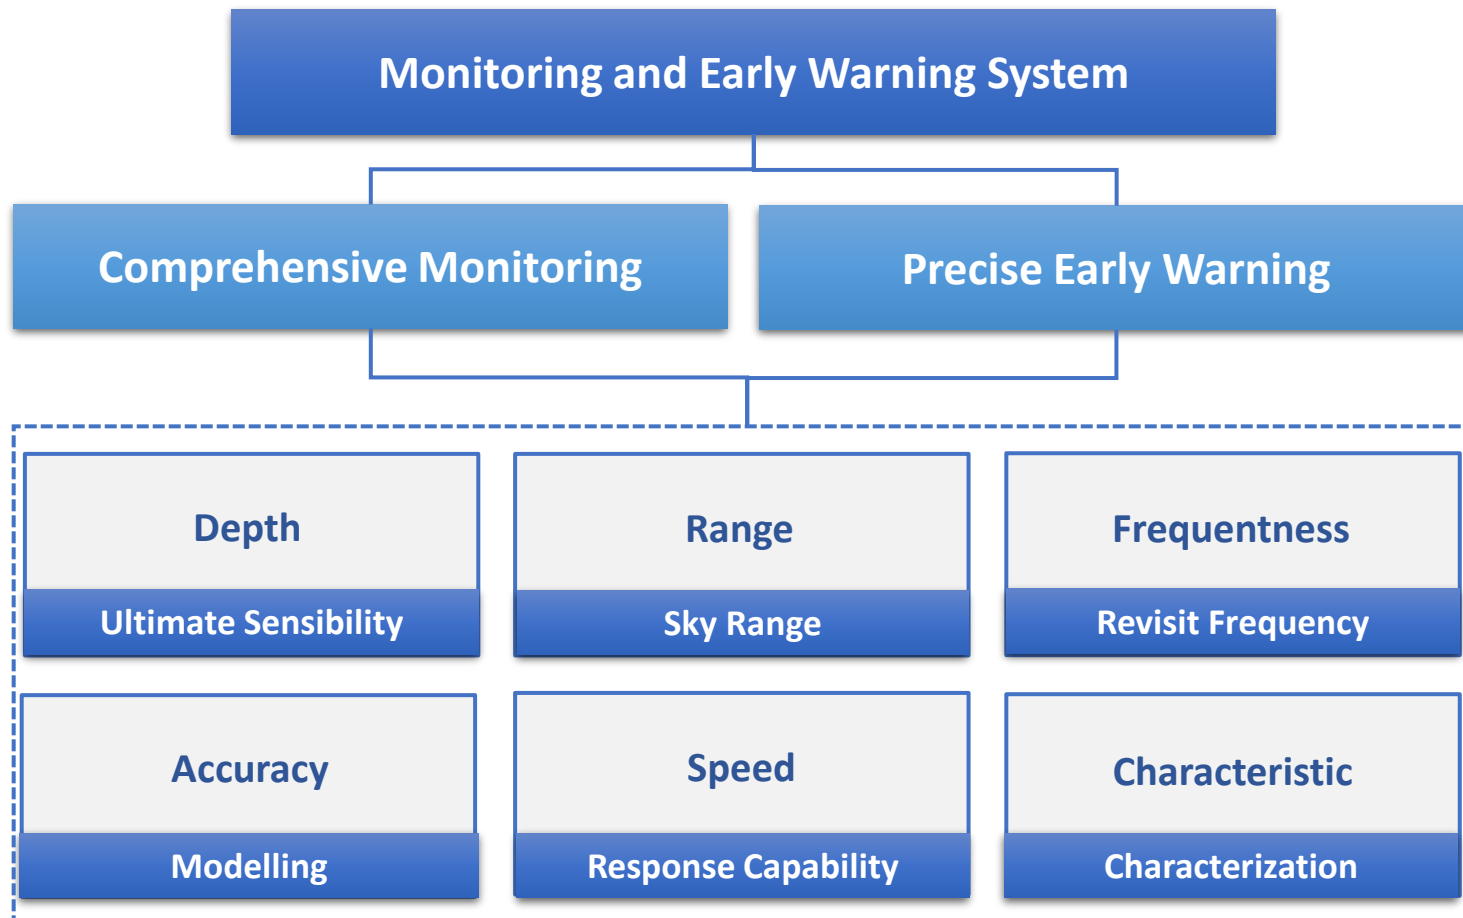 Monitoring and Early Warning System
Comprehensive Monitoring
Precise Early Warning
Depth
Ultimate Sensibility
Range
Sky Range
Frequentness
Revisit Frequency
Accuracy
Modelling
Speed
Response Capability
Characteristic
Characterization